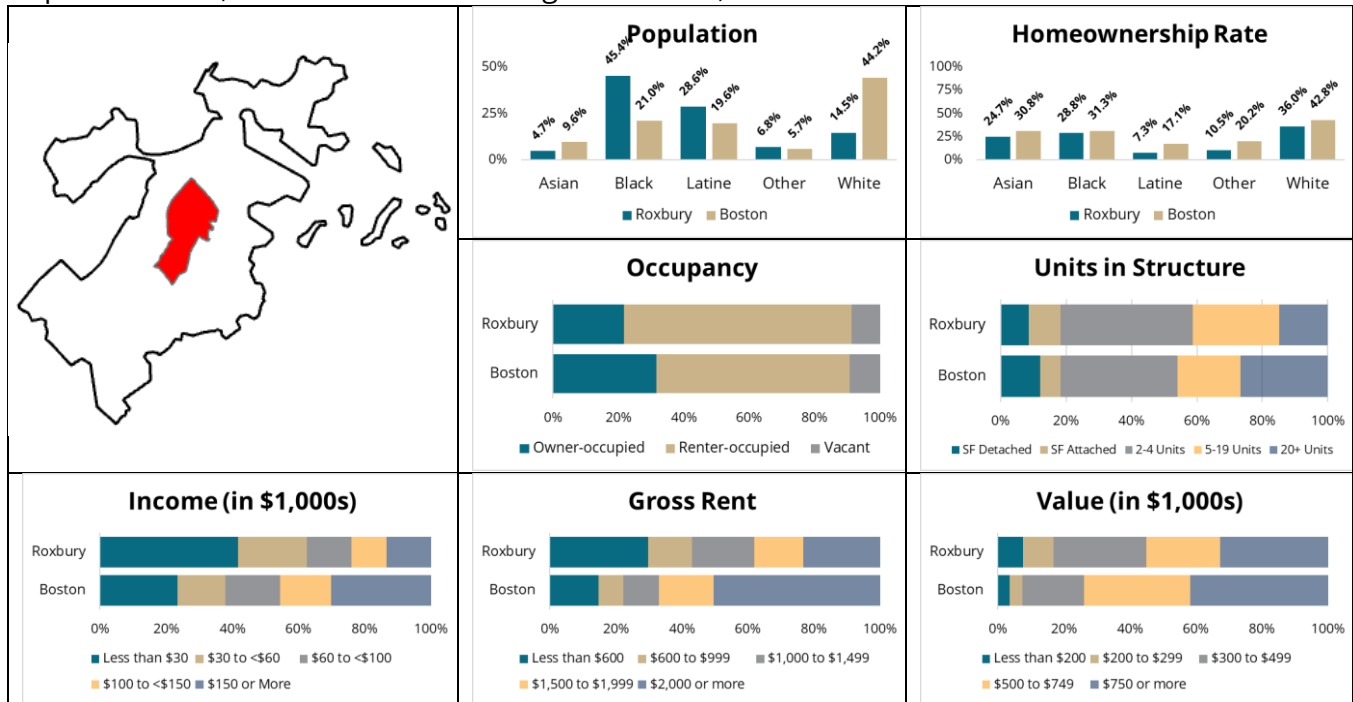 Population
50%
25%
0%
4.7% 9.6% 45.4% 21.0% 28.6% 19.6% 6.8% 5.7% 14.5% 44.2%
Asian Black Latine Other White
Roxbury Boston
Homeownership Rate
100%
75%
50%
25%
0%
24.7% 30.8% 28.8% 31.3% 7.3% 17.1% 10.5% 20.2% 36.0% 42.8%
Asian Black Latine Other White
Roxbury Boston
Occupancy
Roxbury
Boston
0% 20% 40% 60% 80% 100%
Owner-occupied Renter-occupied Vacant
Units in Structure
Roxbury
Boston
0% 20% 40% 60% 80% 100%
SF Detached SF Attached 2-4 Units 5-19 Units 20+ Units
Income (in $1,000s)
Roxbury
Boston
0% 20% 40% 60% 80% 100%
Less than $30 $30 to <$60 $60 to <$100
$100 to <$150 $150 or More
Gross Rent
Roxbury
Boston
0% 20% 40% 60% 80% 100%
Less than $600 $600 to $999 $1,000 to $1,499
$1,500 to $1,999 $2,000 or more
Value (in $1,000s)
Roxbury
Boston
0% 20% 40% 60% 80% 100%
Less than $200 $200 to $299 $300 to $499
$500 to $749 $750 or more